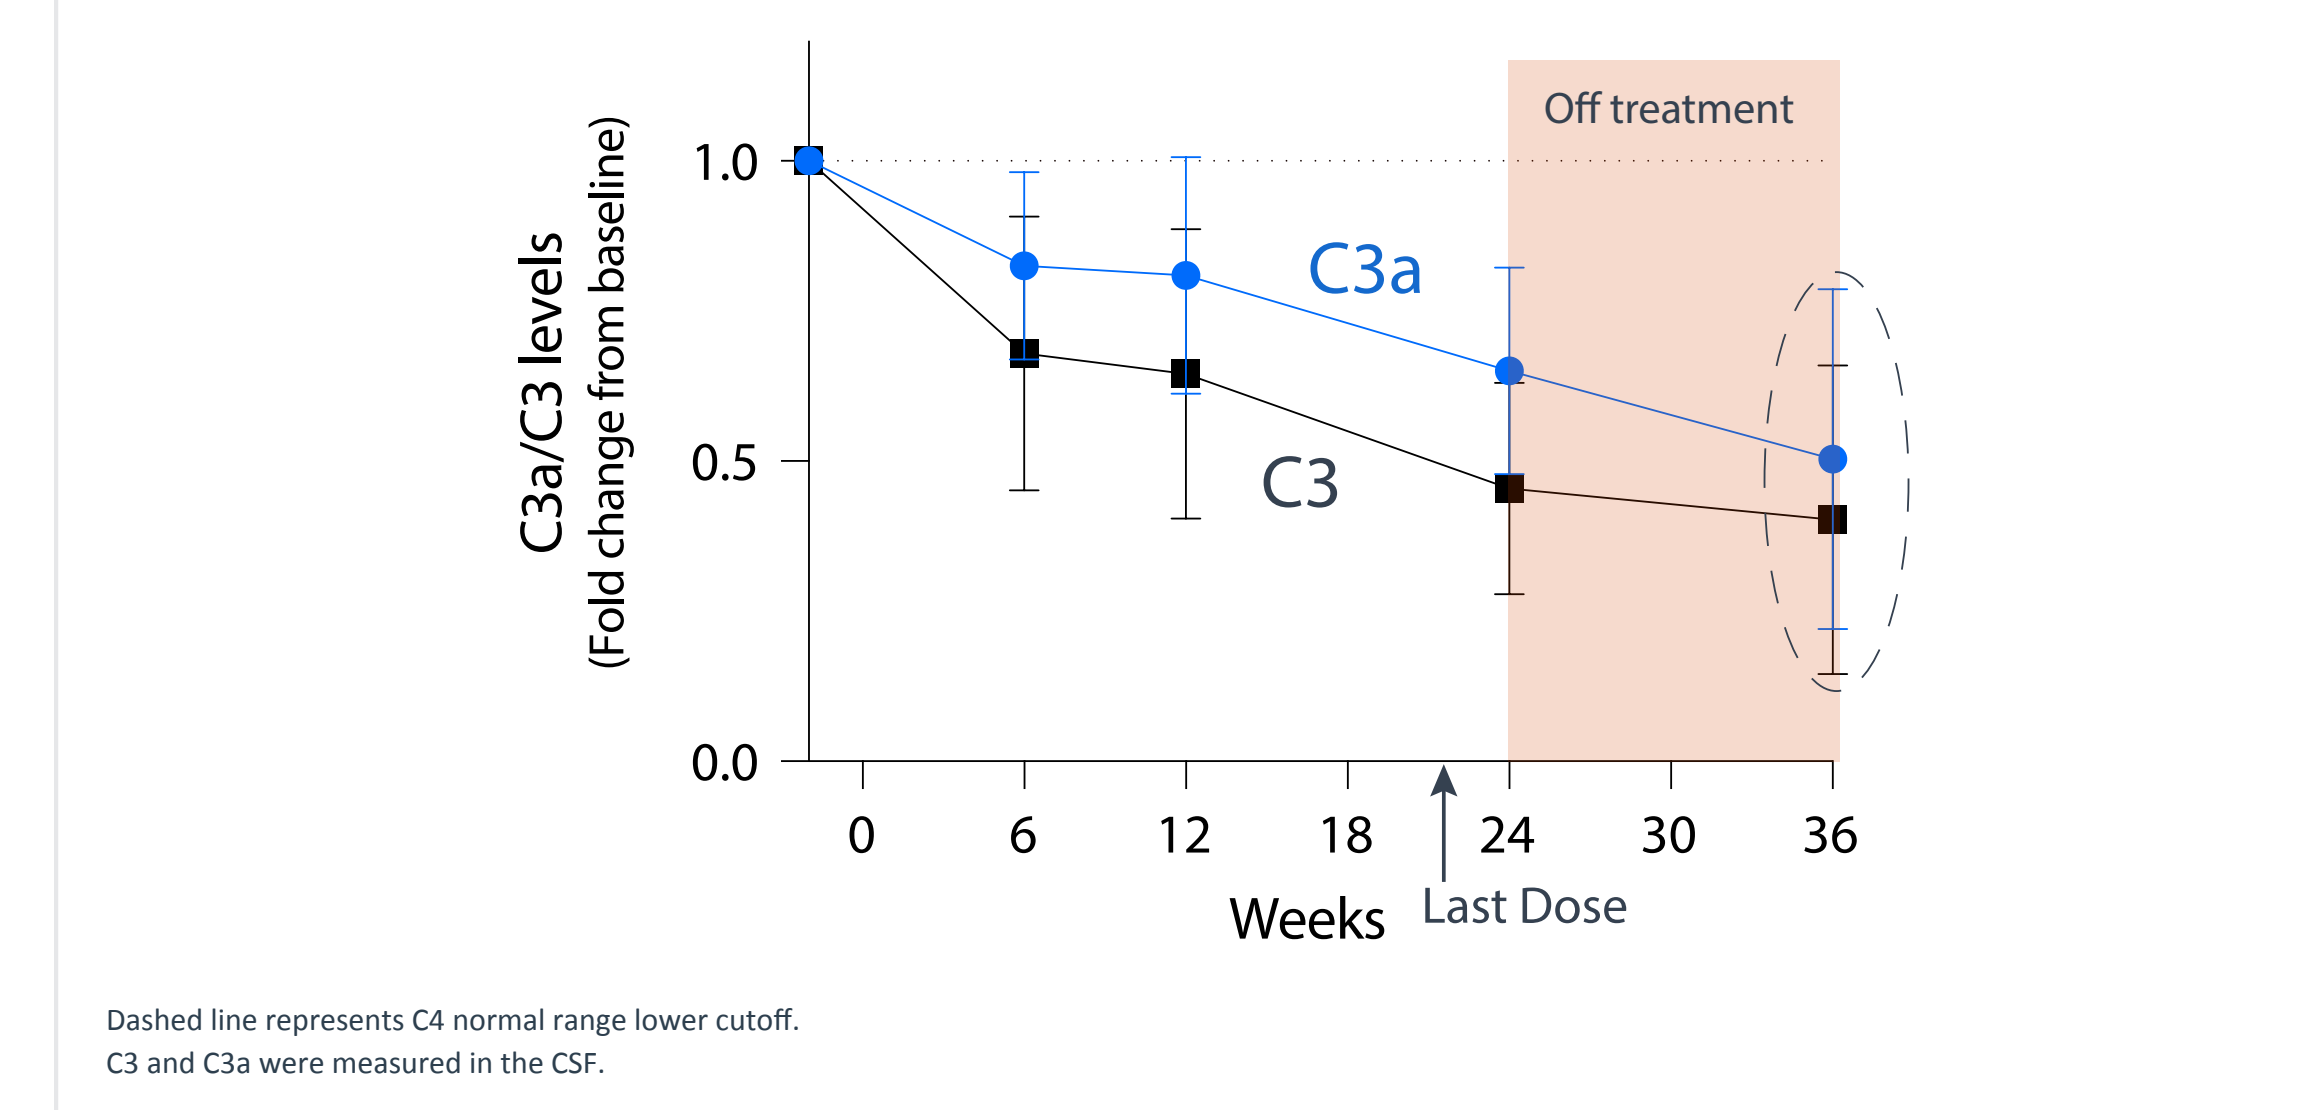 C3a/C3 levels
(Fold change from baseline)
Off treatment
1.0
C3a
0.5
C3
0.0
0 6 12 18 24 30 36
Weeks
Last Dose
Dashed line represents C4 normal range lower cutoff.
C3 and C3a were measured in the CSF.